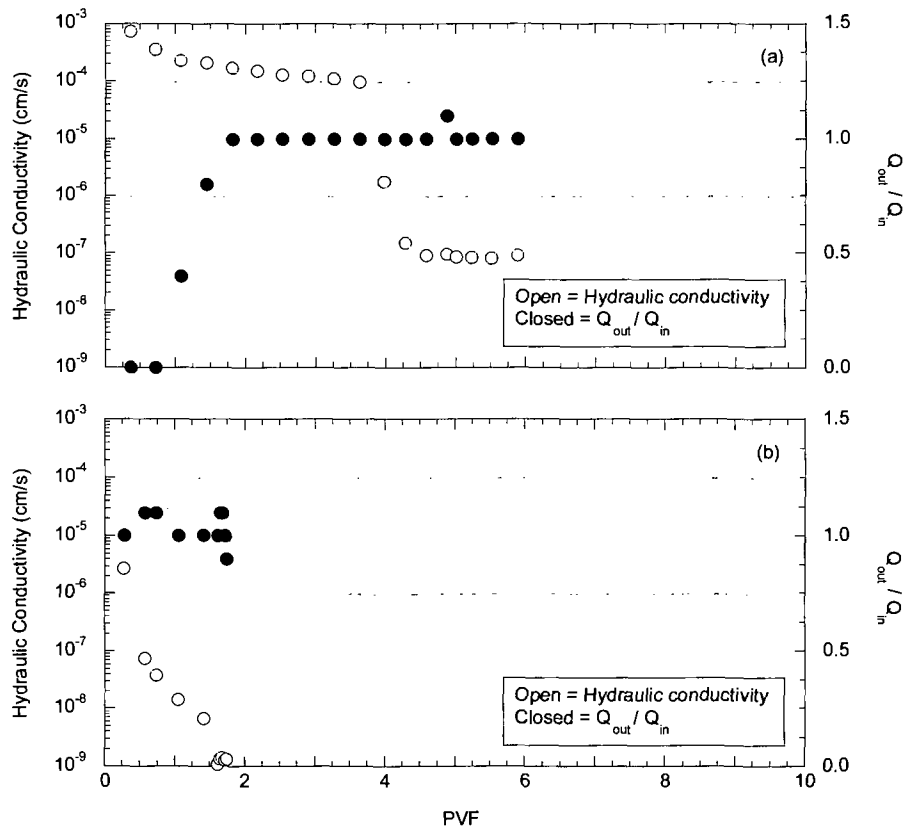 10^-3
10^-4
10^-5
10^-6
10^-7
10^-8
10^-9
Hydraulic Conductivity (cm/s)
(a)
1.5
1.0
0.5
0.0
Q_out / Q_in
Open = Hydraulic conductivity
Closed = Q_out / Q_in
10^-3
10^-4
10^-5
10^-6
10^-7
10^-8
10^-9
Hydraulic Conductivity (cm/s)
(b)
1.5
1.0
0.5
0.0
Q_out / Q_in
Open = Hydraulic conductivity
Closed = Q_out / Q_in
0 2 4 6 8 10
PVF